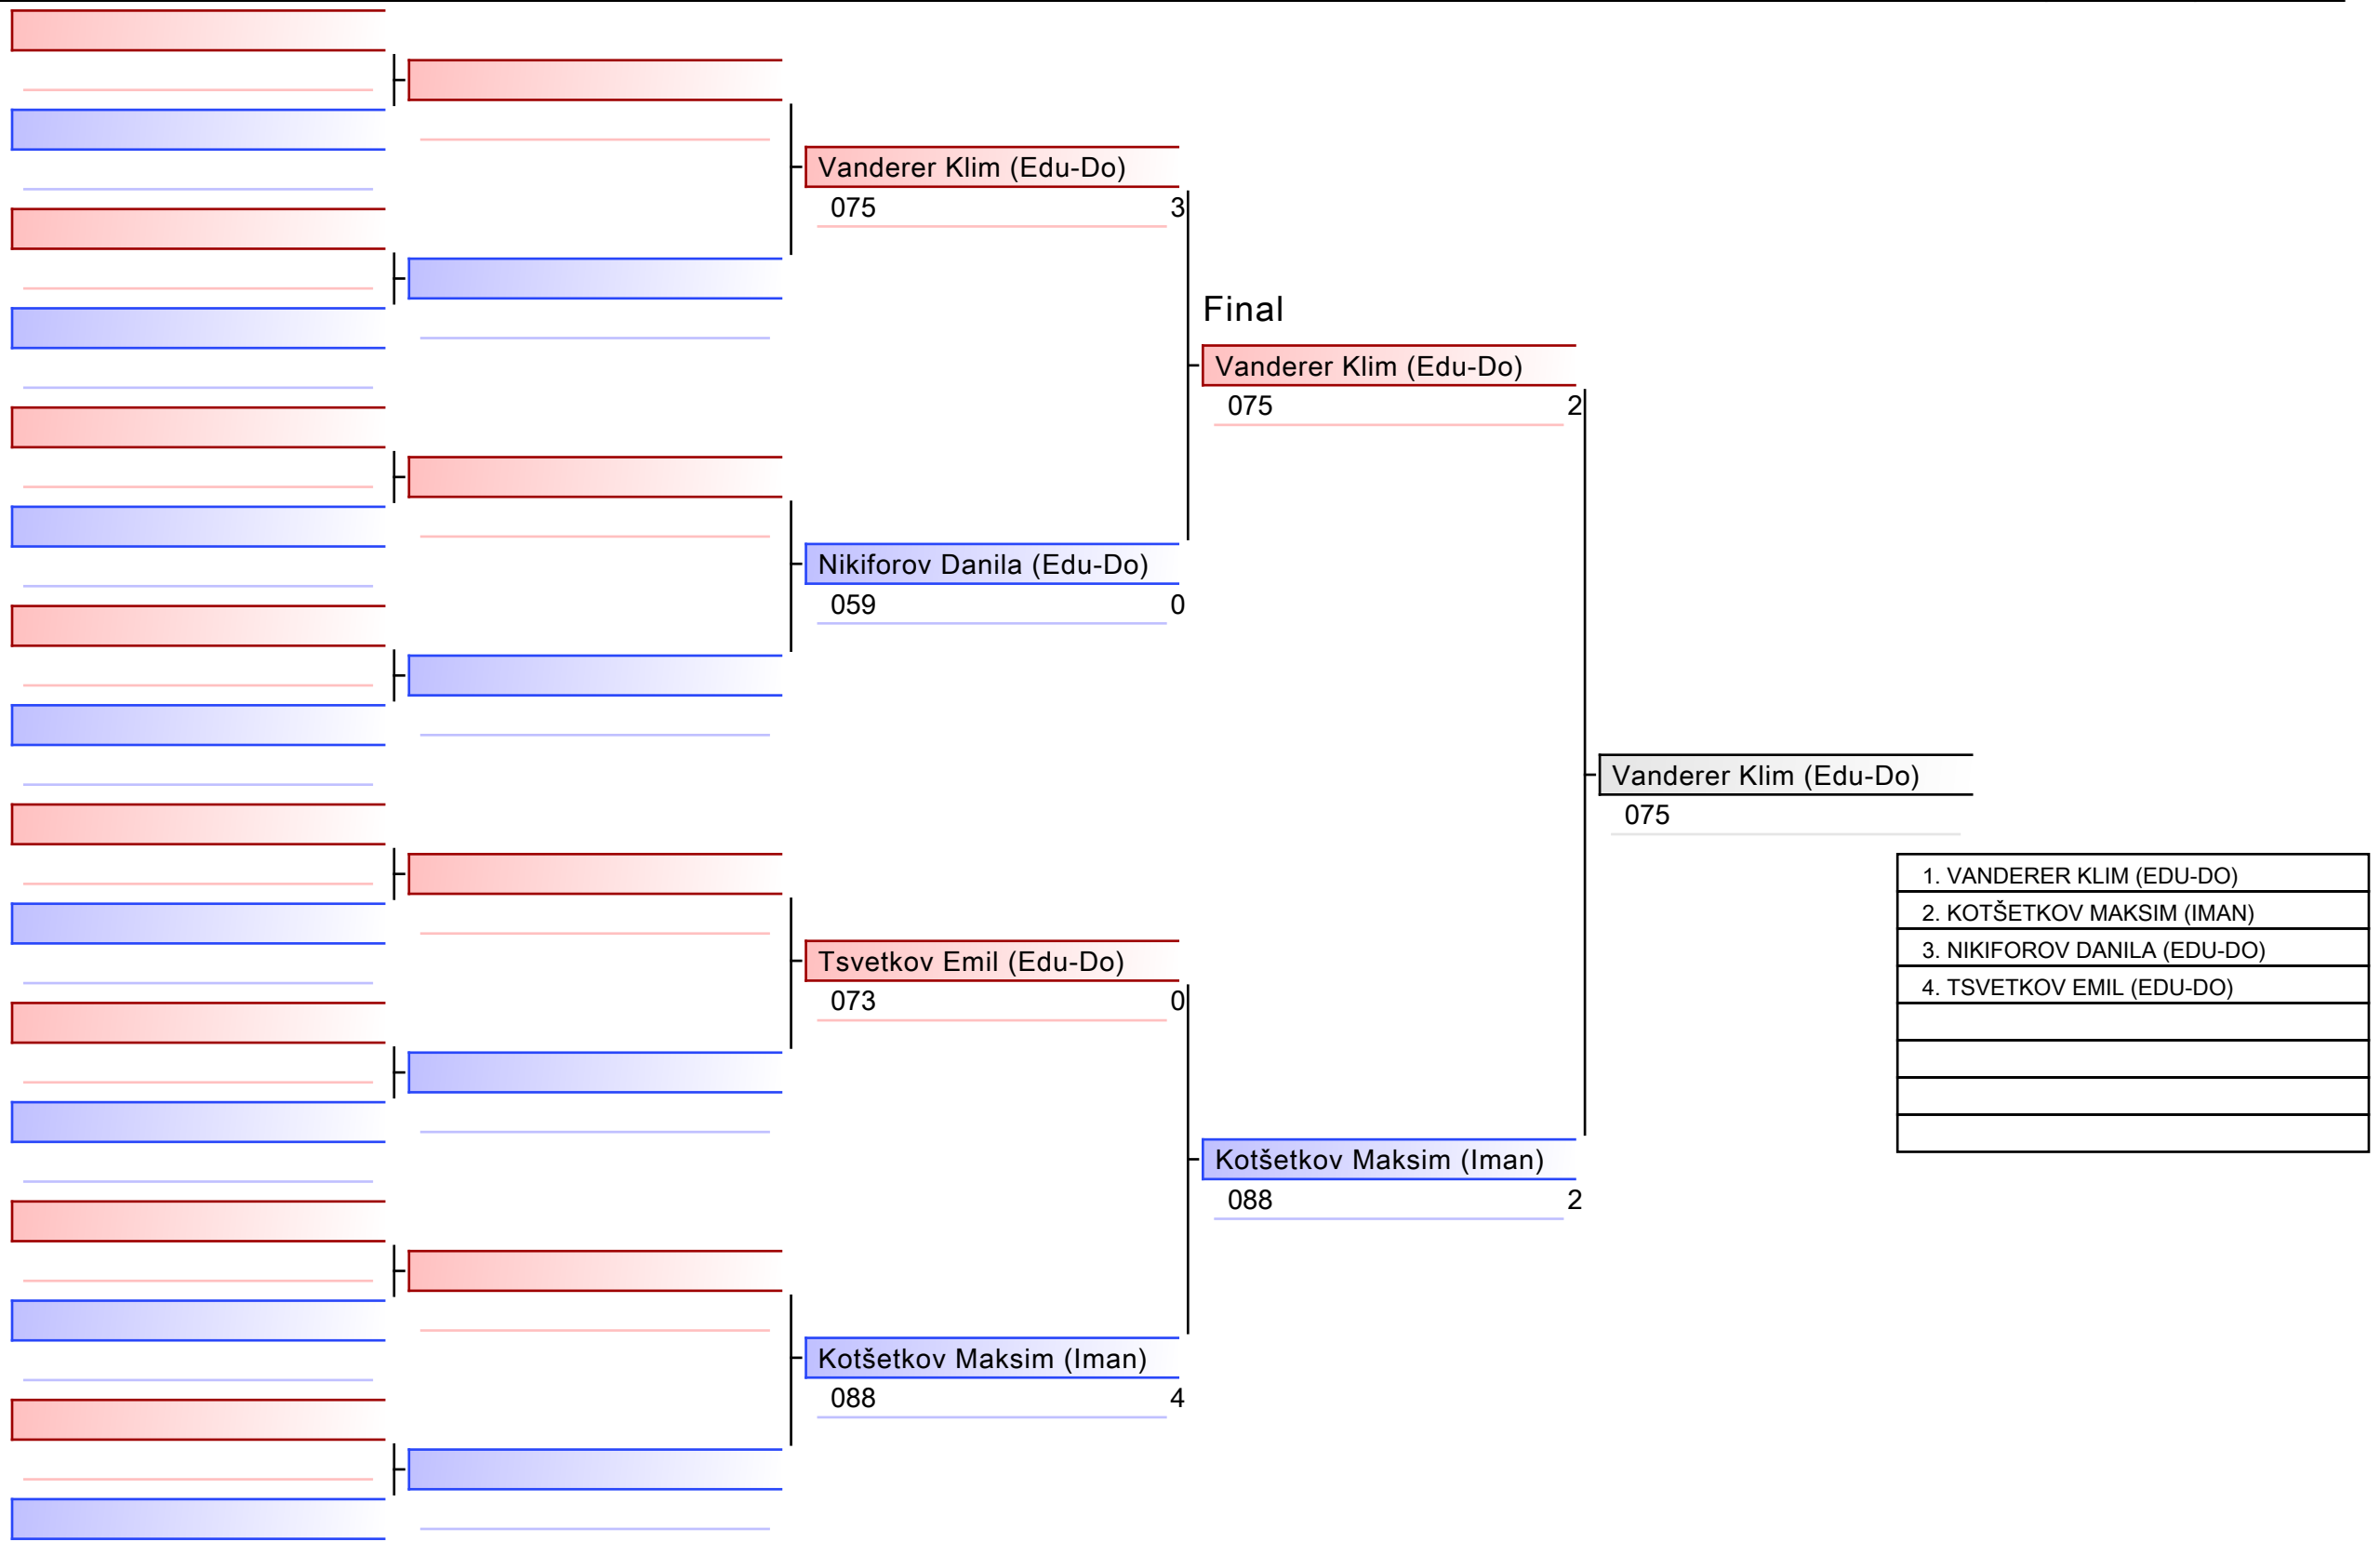 Vanderer Klim (Edu-Do)
075 3
Final
Vanderer Klim (Edu-Do)
075 2
Nikiforov Danila (Edu-Do)
059 0
Vanderer Klim (Edu-Do)
075
1. VANDERER KLIM (EDU-DO)
2. KOTŠETKOV MAKSIM (IMAN)
3. NIKIFOROV DANILA (EDU-DO)
4. TSVETKOV EMIL (EDU-DO)
Tsvetkov Emil (Edu-Do)
073 0
Kotšetkov Maksim (Iman)
088 2
Kotšetkov Maksim (Iman)
088 4